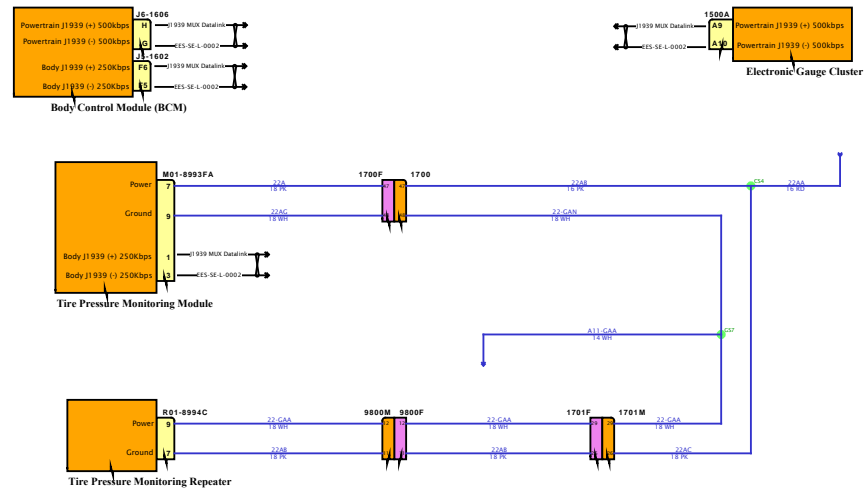 J6-1606
Powertrain J1939 (+) 500kbps
H
J1939 MUX Datalink
Powertrain J1939 (-) 500kbps
G
EES-SE-L-0002
J5-1602
Body J1939 (+) 250Kbps
F6
J1939 MUX Datalink
Body J1939 (-) 250Kbps
F5
EES-SE-L-0002
Body Control Module (BCM)
1500A
J1939 MUX Datalink
A9
Powertrain J1939 (+) 500kbps
EES-SE-L-0002
A10
Powertrain J1939 (-) 500kbps
Electronic Gauge Cluster
M01-8993FA
1700F
1700
Power
7
22A
18 PK
47
47
22AB
16 PK
C54
22AA
16 RD
Ground
9
22AG
18 WH
22-GAN
18 WH
Body J1939 (+) 250Kbps
1
J1939 MUX Datalink
Body J1939 (-) 250Kbps
3
EES-SE-L-0002
Tire Pressure Monitoring Module
A11-GAA
14 WH
G57
R01-8994C
9800M
9800F
1701F
1701M
Power
9
22-GAA
18 WH
12
12
22-GAA
18 WH
29
29
22-GAA
18 WH
Ground
7
22AB
18 PK
22AB
18 PK
22AC
18 PK
Tire Pressure Monitoring Repeater